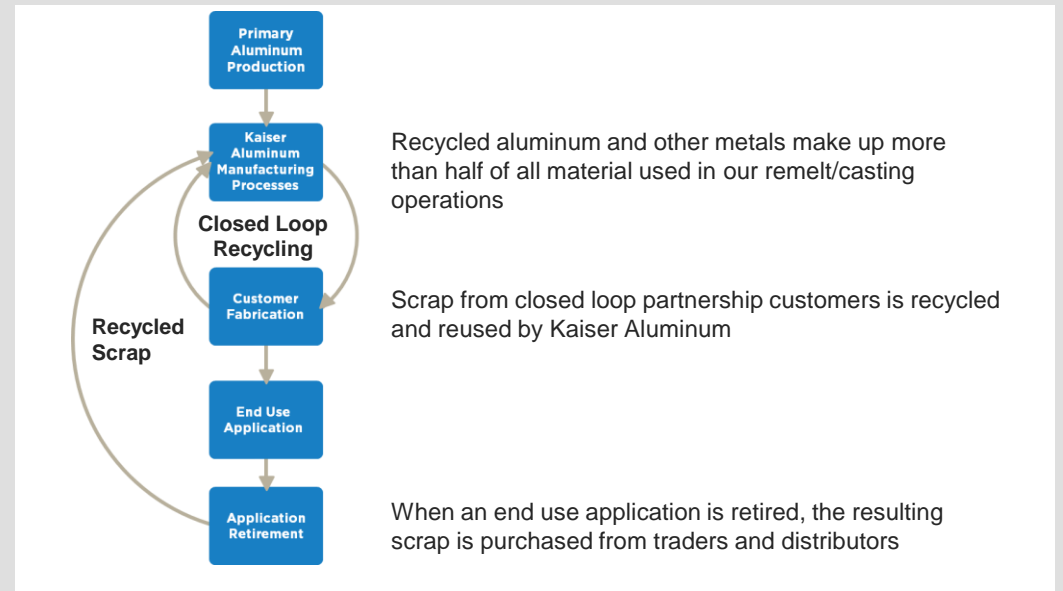 Primary
Aluminum
Production
Kaiser
Aluminum
Manufacturing
Processes
Recycled aluminum and other metals make up more
than half of all material used in our remelt/casting
operations
Closed Loop
Recycling
Customer
Fabrication
Scrap from closed loop partnership customers is recycled
and reused by Kaiser Aluminum
Recycled
Scrap
End Use
Application
Application
Retirement
When an end use application is retired, the resulting
scrap is purchased from traders and distributors